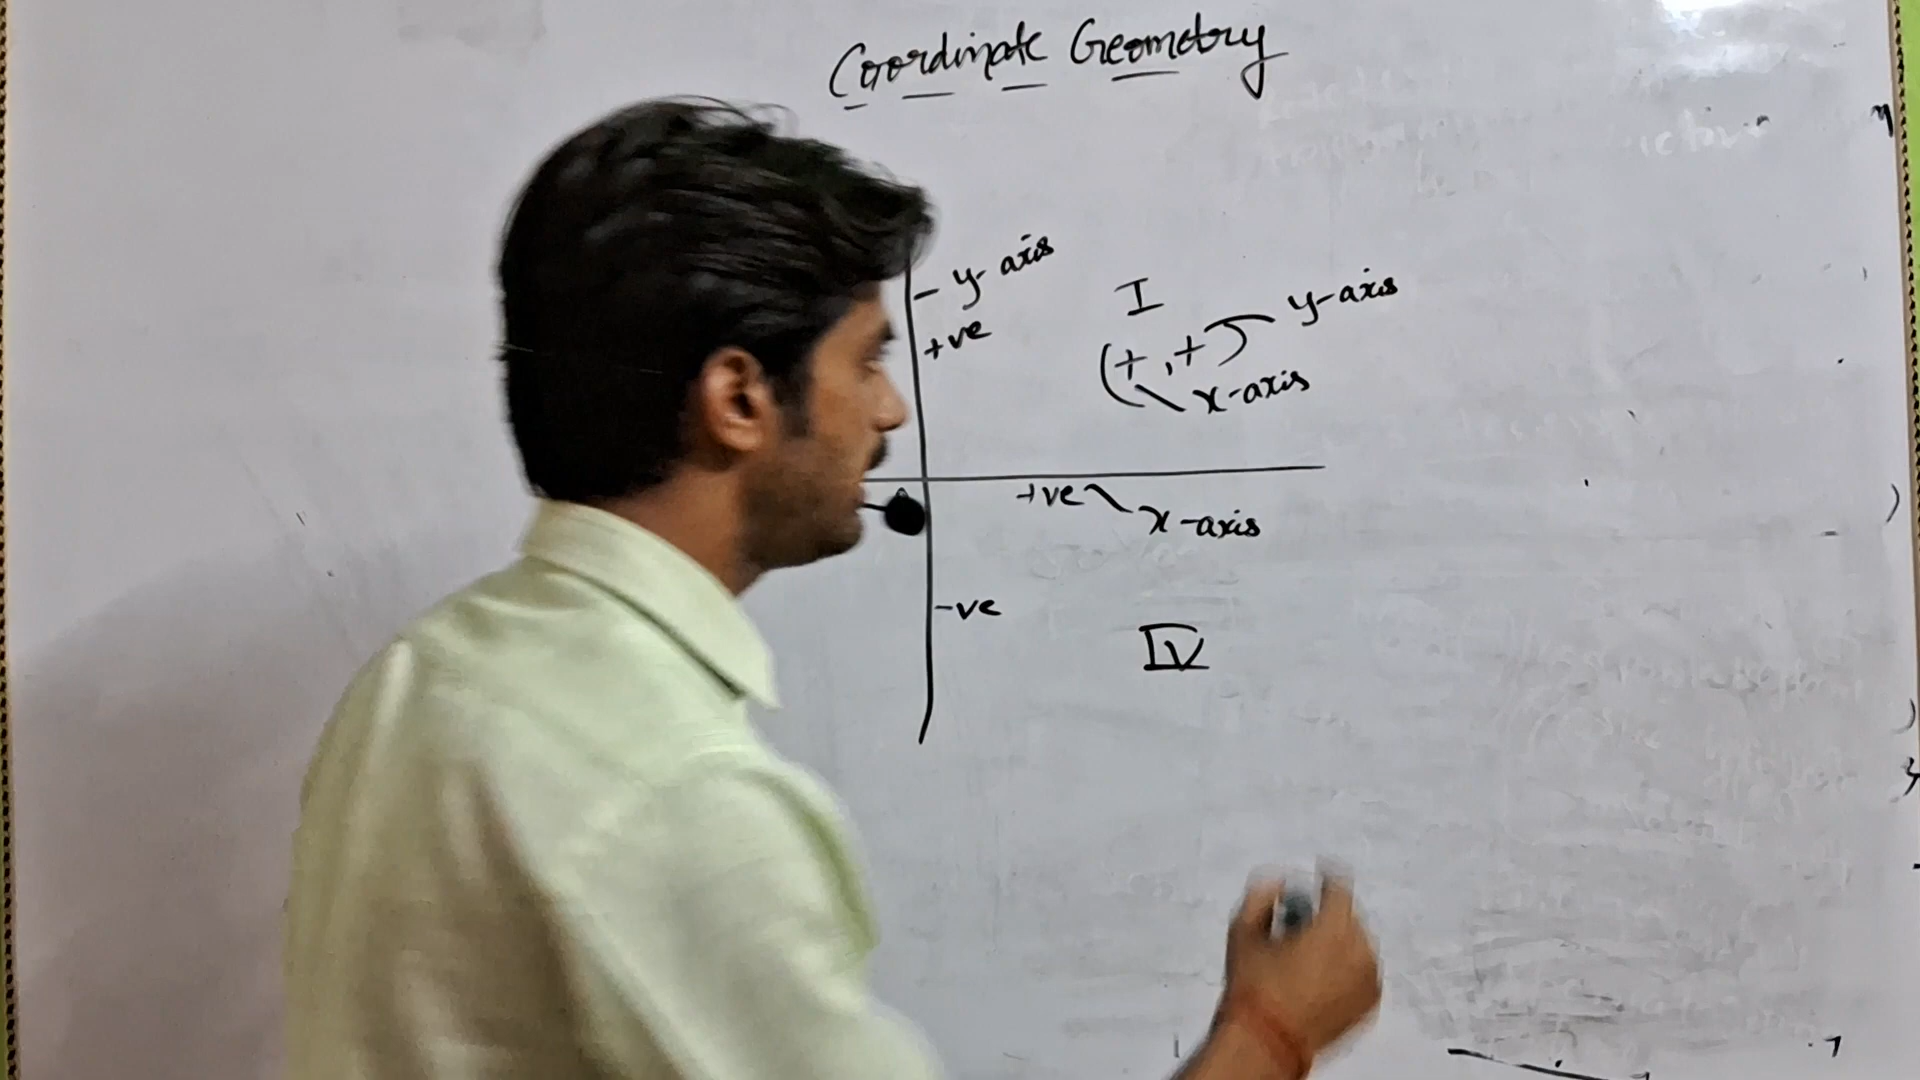 Coordinate Geometry
- y-axis
+ve
I
(+,+) y-axis
x-axis
+ve
x-axis
-ve
IV